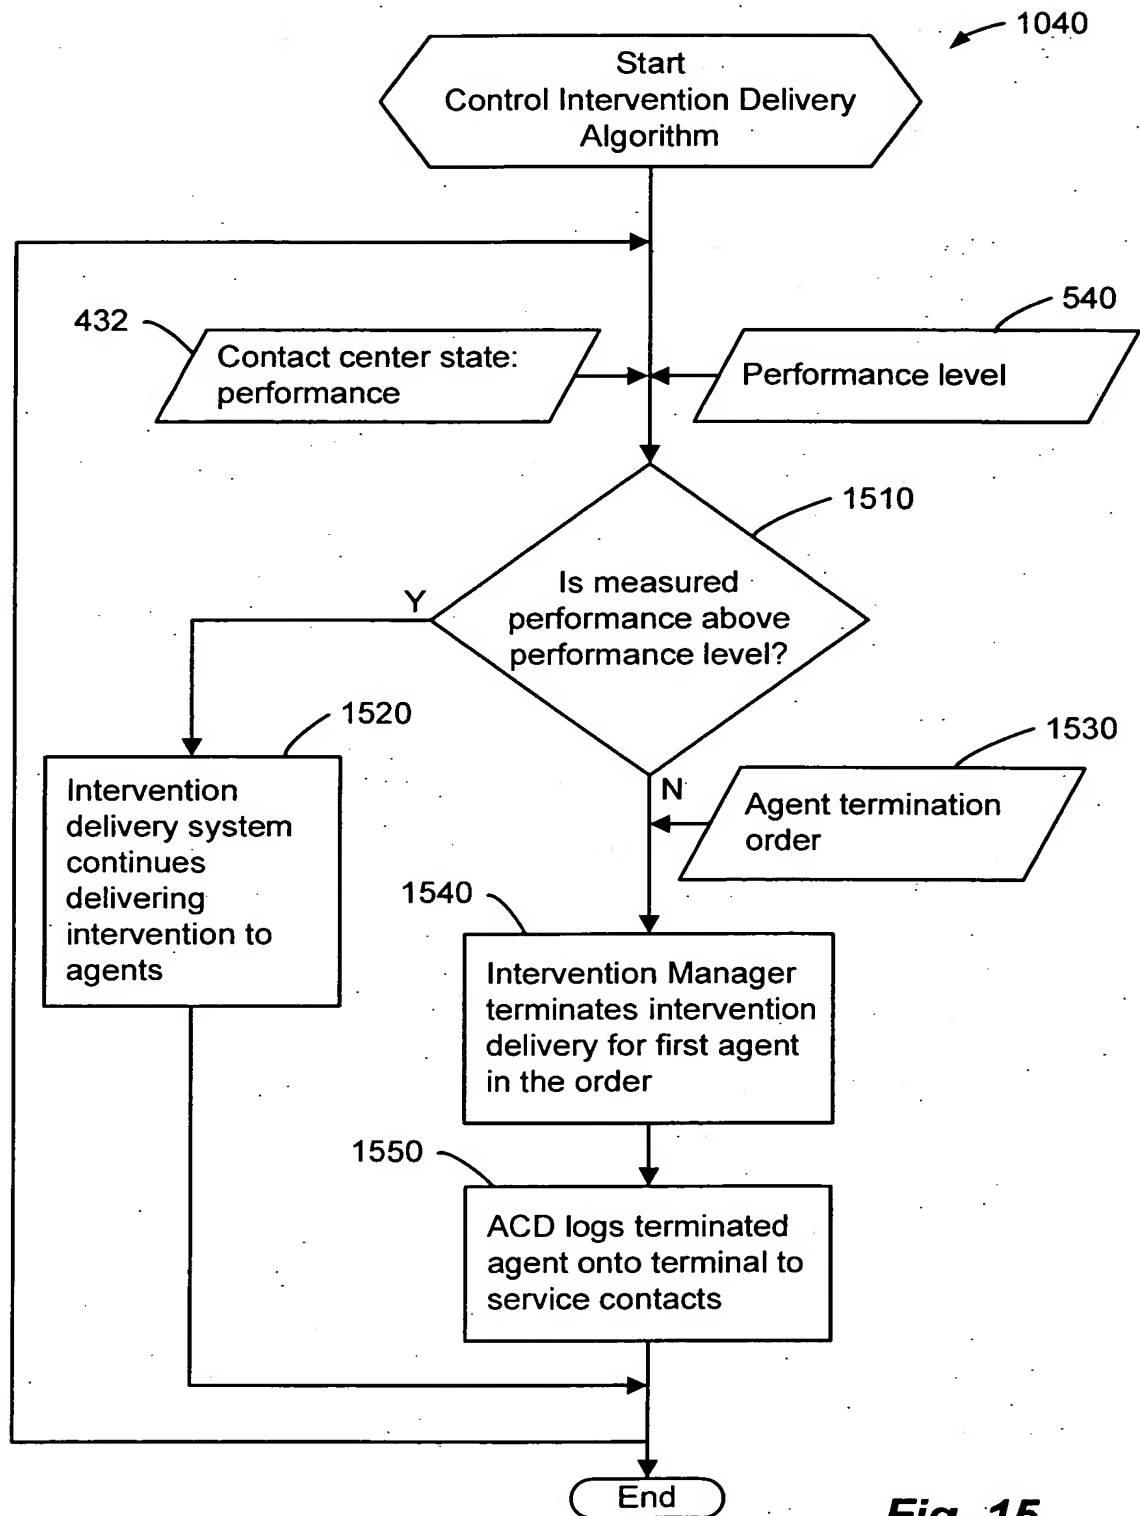 1040
Start
Control Intervention Delivery
Algorithm
432
540
Contact center state:
performance
Performance level
1510
Is measured
performance above
performance level?
Y
1520
1530
N
Intervention
delivery system
continues
delivering
intervention to
agents
Agent termination
order
1540
Intervention Manager
terminates intervention
delivery for first agent
in the order
1550
ACD logs terminated
agent onto terminal to
service contacts
End
Fig. 15